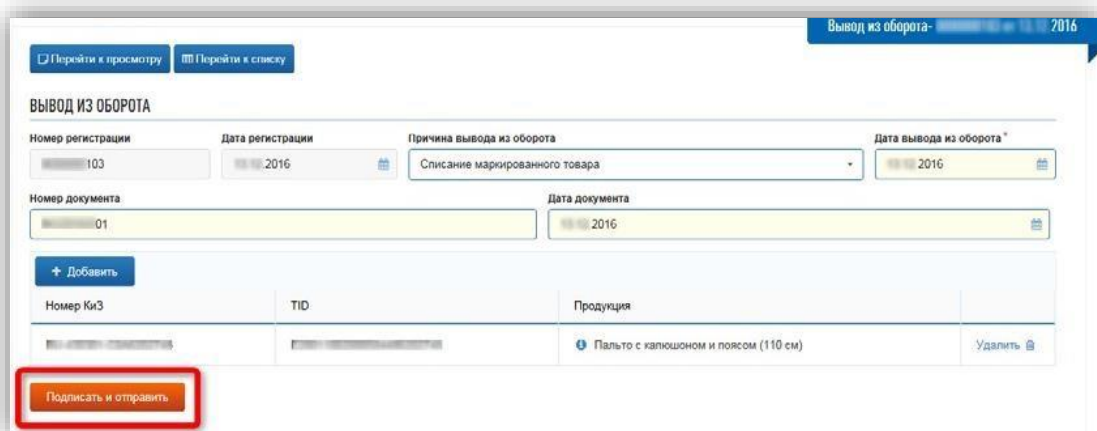 Вывод из оборота- 2016
Перейти к просмотру Перейти к списку
ВЫВОД ИЗ ОБОРОТА
Номер регистрации Дата регистрации Причина вывода из оборота Дата вывода из оборота *
103 .2016 Списание маркированного товара 2016
Номер документа Дата документа
01 2016
+ Добавить
Номер КиЗ TID Продукция
Пальто с капюшоном и поясом (110 см) Удалить
Подписать и отправить